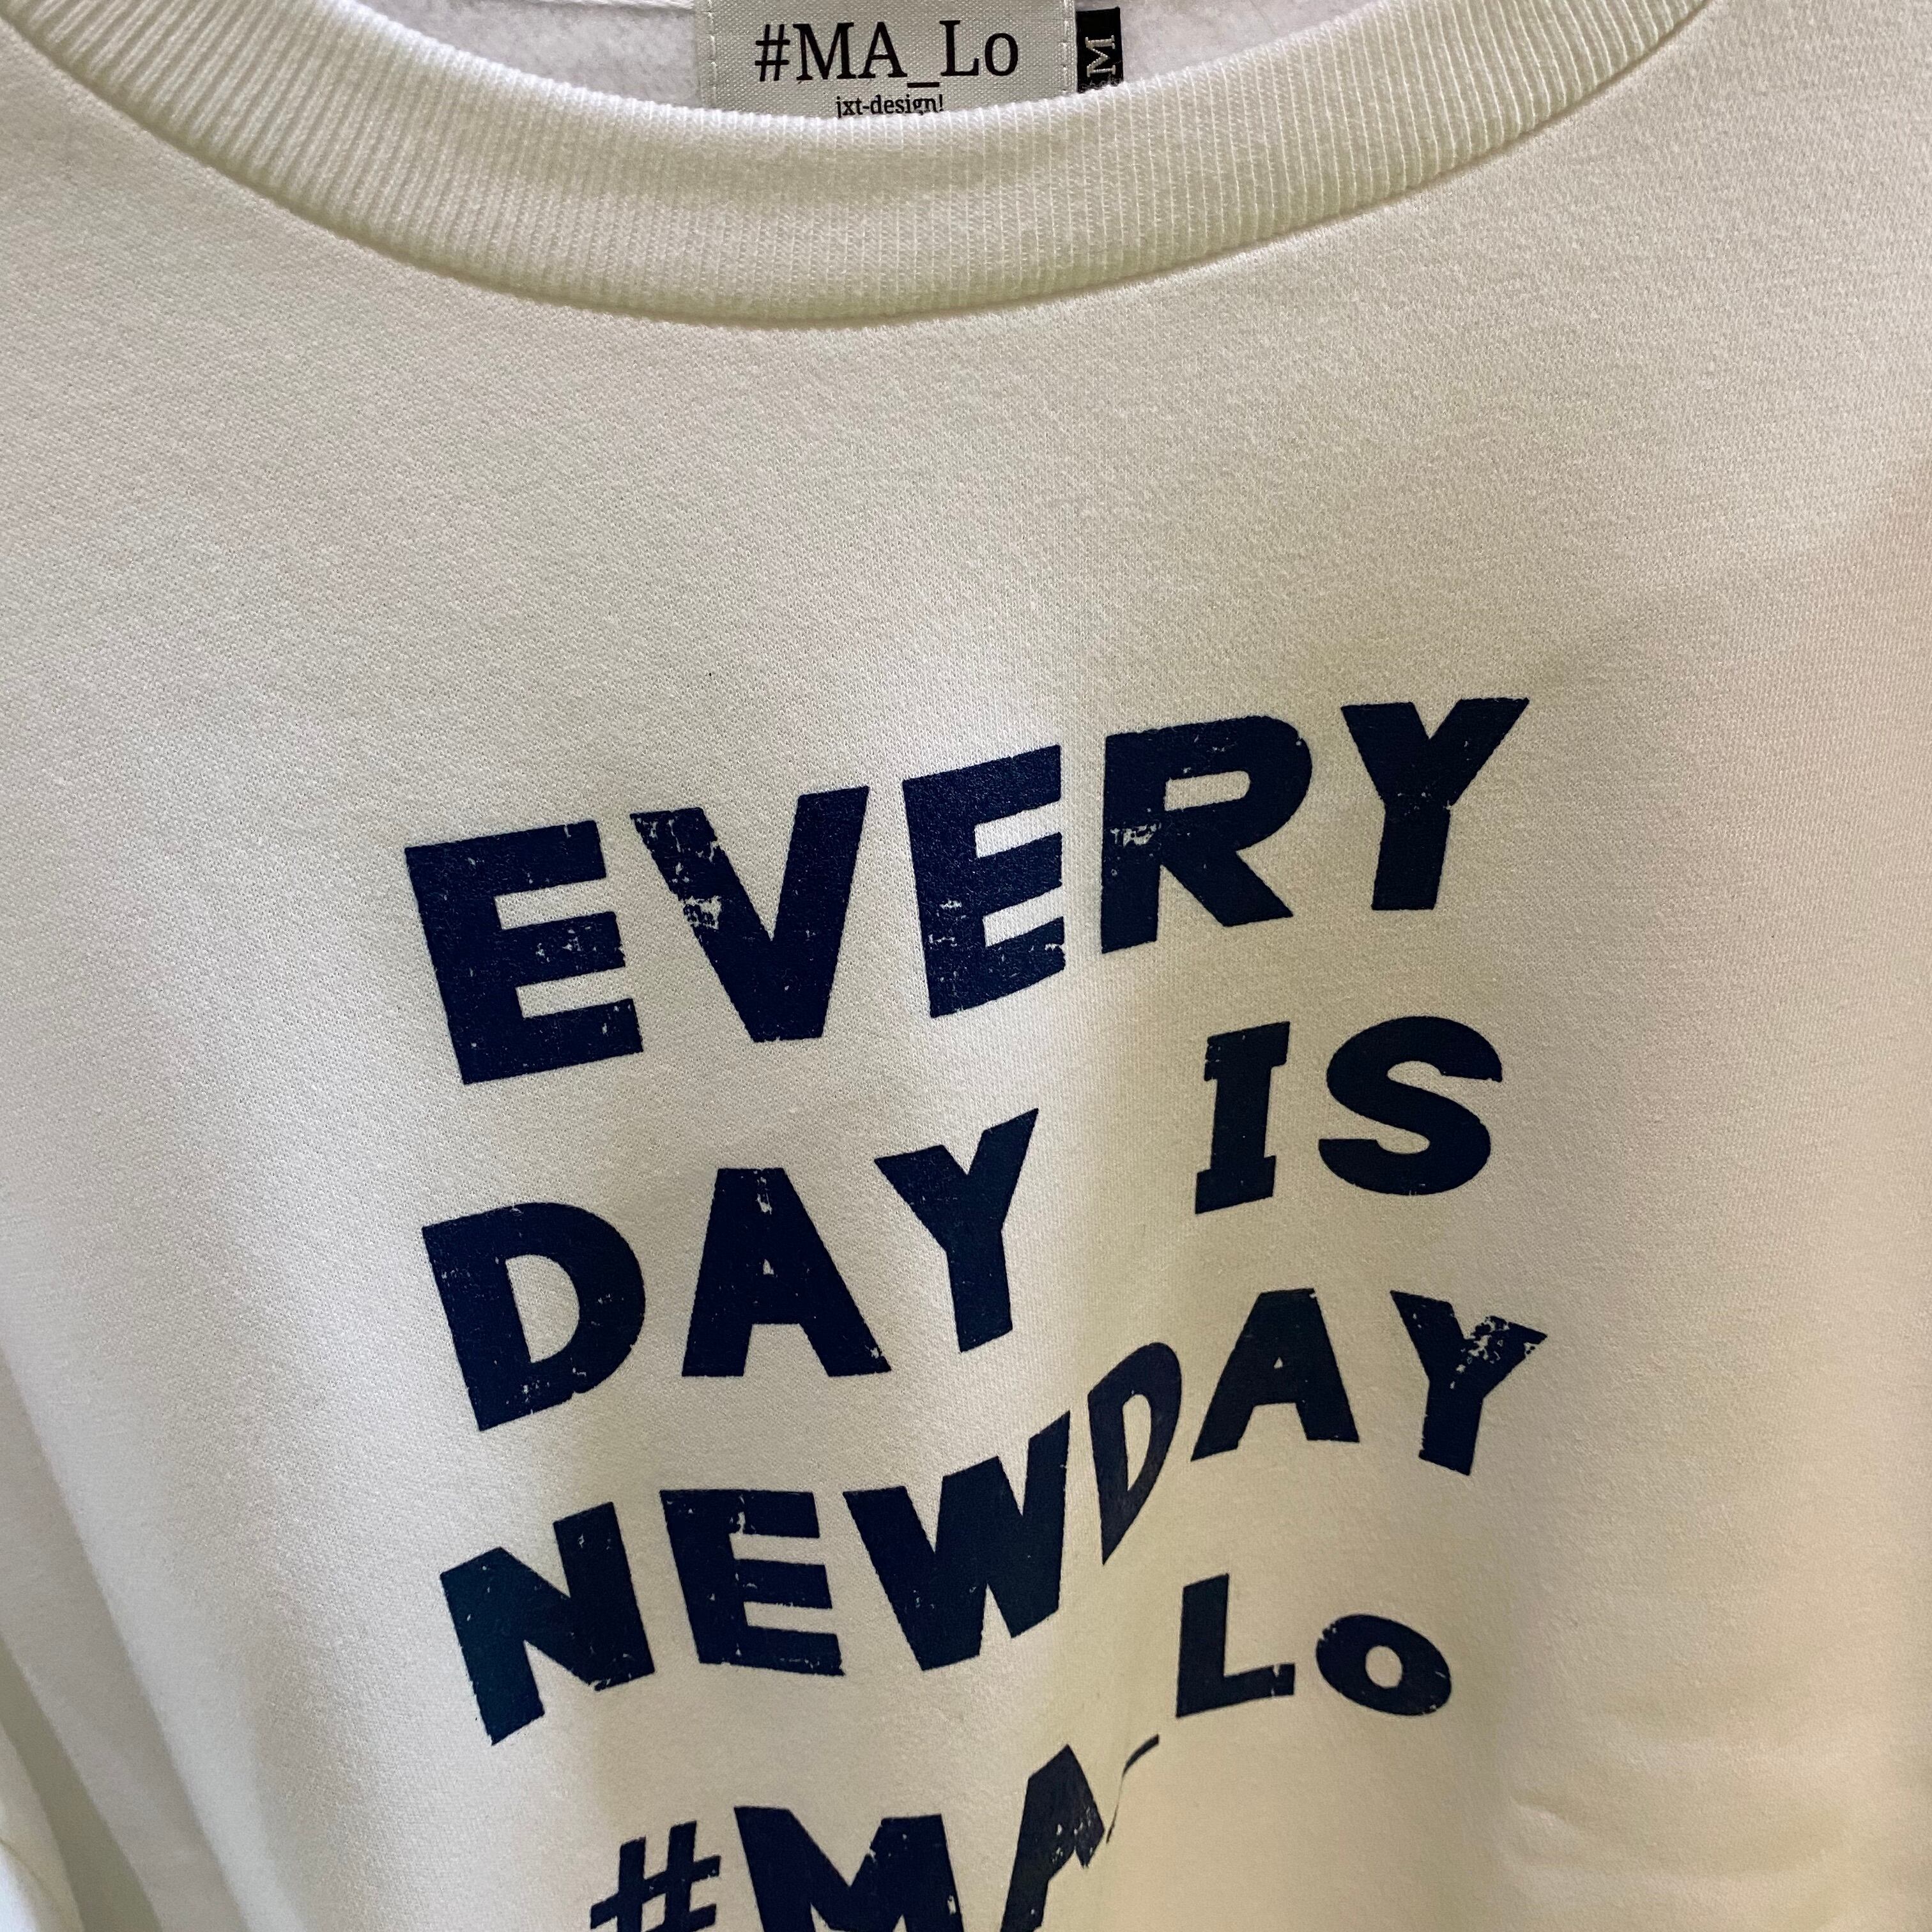 #MA_Lo
jxt-design!
M
EVERY
DAY IS
NEWDAY
#MA_Lo